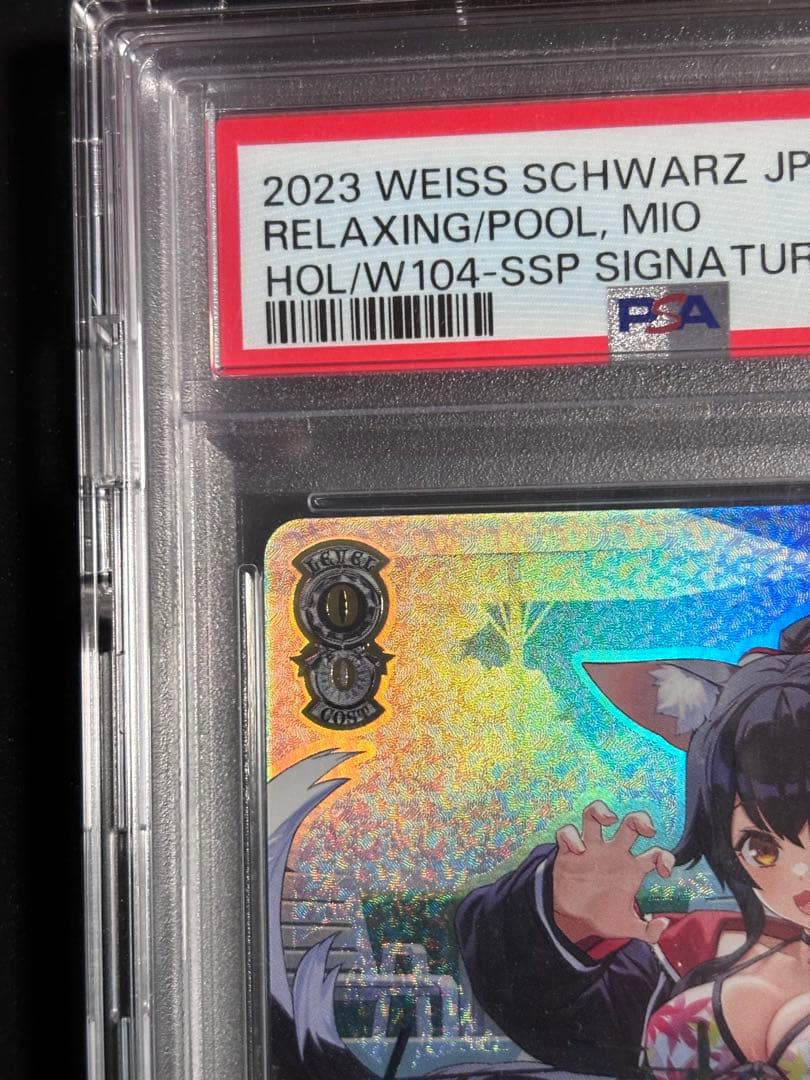 2023 WEISS SCHWARZ JP
RELAXING/POOL, MIO
HOL/W104-SSP SIGNATUR
PSA
LEVEL
0
0
COST